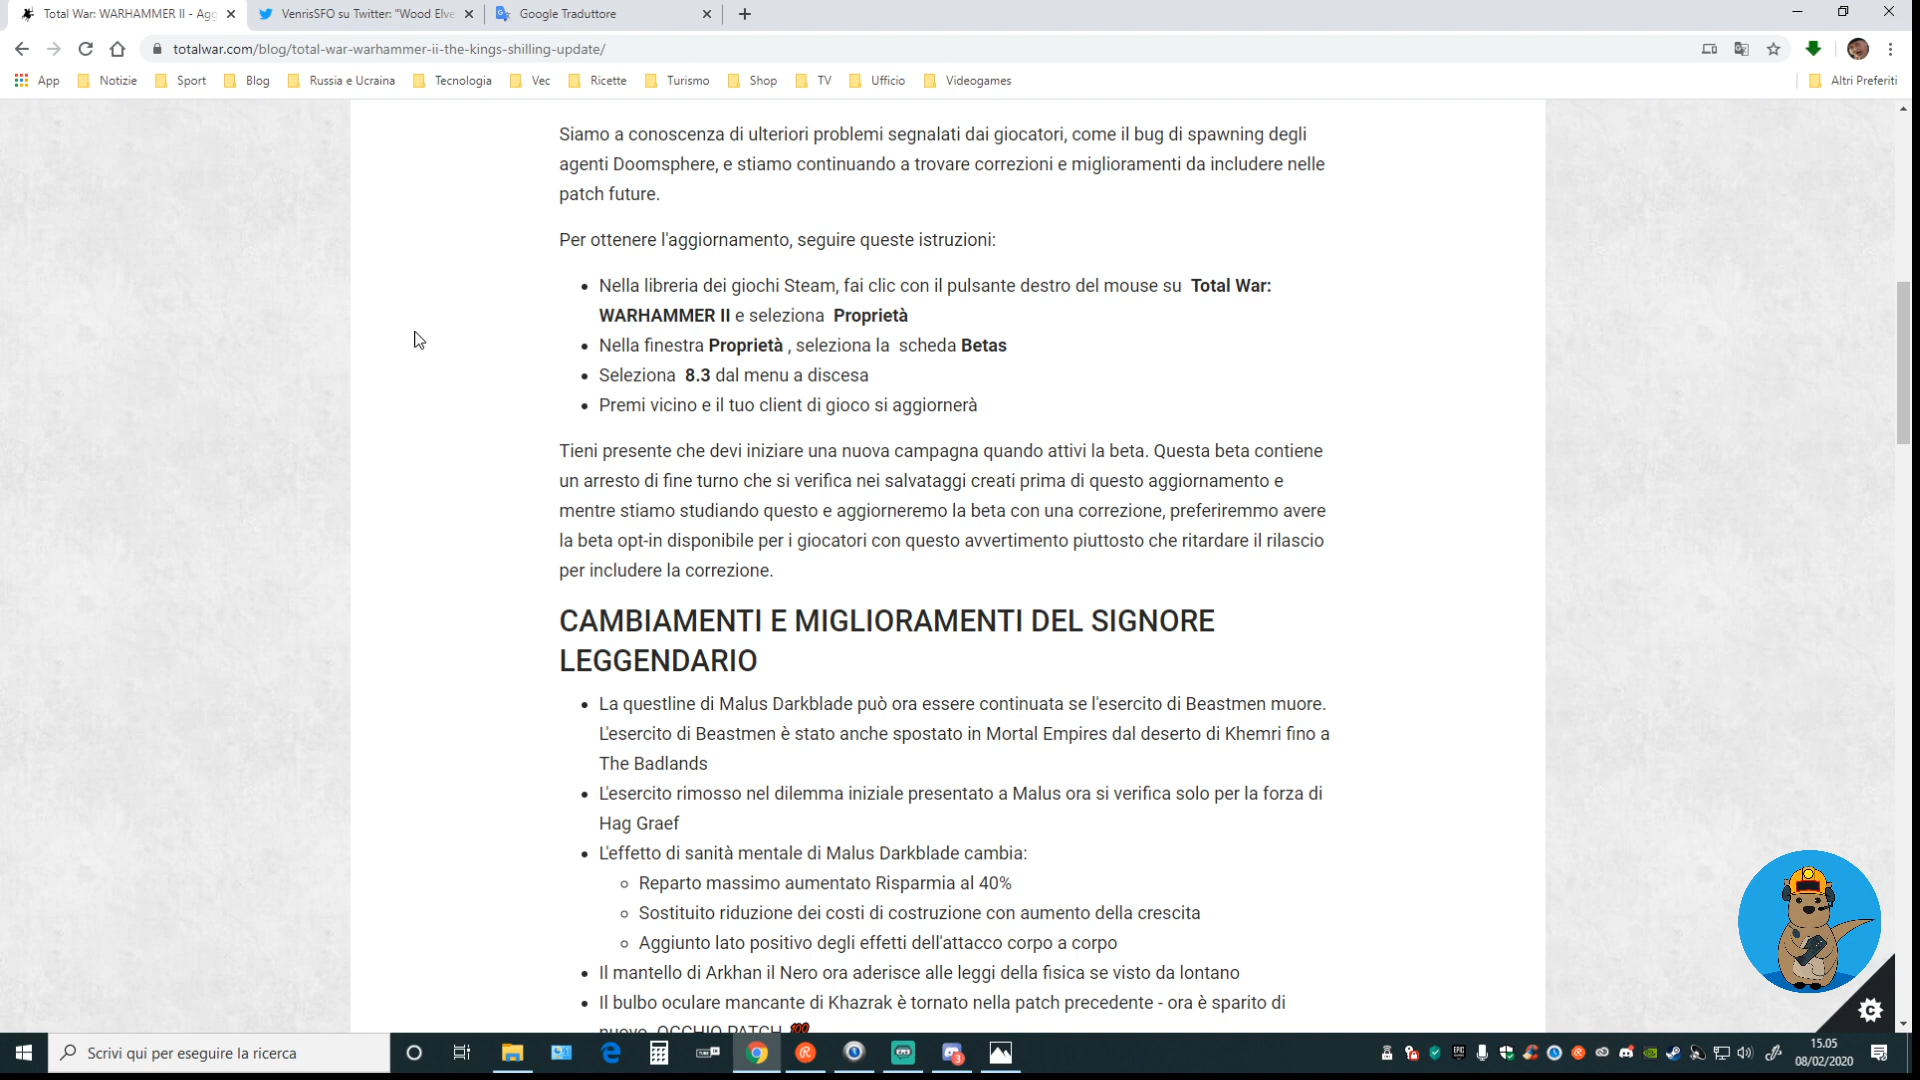 Total War: WARHAMMER II - Agg
VenrisSFO su Twitter: "Wood Elve
Google Traduttore
totalwar.com/blog/total-war-warhammer-ii-the-kings-shilling-update/
App Notizie Sport Blog Russia e Ucraina Tecnologia Vec Ricette Turismo Shop TV Ufficio Videogames Altri Preferiti
Siamo a conoscenza di ulteriori problemi segnalati dai giocatori, come il bug di spawning degli
agenti Doomsphere, e stiamo continuando a trovare correzioni e miglioramenti da includere nelle
patch future.
Per ottenere l'aggiornamento, seguire queste istruzioni:
Nella libreria dei giochi Steam, fai clic con il pulsante destro del mouse su Total War:
WARHAMMER II e seleziona Proprietà
Nella finestra Proprietà , seleziona la scheda Betas
Seleziona 8.3 dal menu a discesa
Premi vicino e il tuo client di gioco si aggiornerà
Tieni presente che devi iniziare una nuova campagna quando attivi la beta. Questa beta contiene
un arresto di fine turno che si verifica nei salvataggi creati prima di questo aggiornamento e
mentre stiamo studiando questo e aggiorneremo la beta con una correzione, preferiremmo avere
la beta opt-in disponibile per i giocatori con questo avvertimento piuttosto che ritardare il rilascio
per includere la correzione.
CAMBIAMENTI E MIGLIORAMENTI DEL SIGNORE
LEGGENDARIO
La questline di Malus Darkblade può ora essere continuata se l'esercito di Beastmen muore.
L'esercito di Beastmen è stato anche spostato in Mortal Empires dal deserto di Khemri fino a
The Badlands
L'esercito rimosso nel dilemma iniziale presentato a Malus ora si verifica solo per la forza di
Hag Graef
L'effetto di sanità mentale di Malus Darkblade cambia:
Reparto massimo aumentato Risparmia al 40%
Sostituito riduzione dei costi di costruzione con aumento della crescita
Aggiunto lato positivo degli effetti dell'attacco corpo a corpo
Il mantello di Arkhan il Nero ora aderisce alle leggi della fisica se visto da lontano
Il bulbo oculare mancante di Khazrak è tornato nella patch precedente - ora è sparito di
nuovo. OCCHIO PATCH 💯
Scrivi qui per eseguire la ricerca
3
15.05
08/02/2020